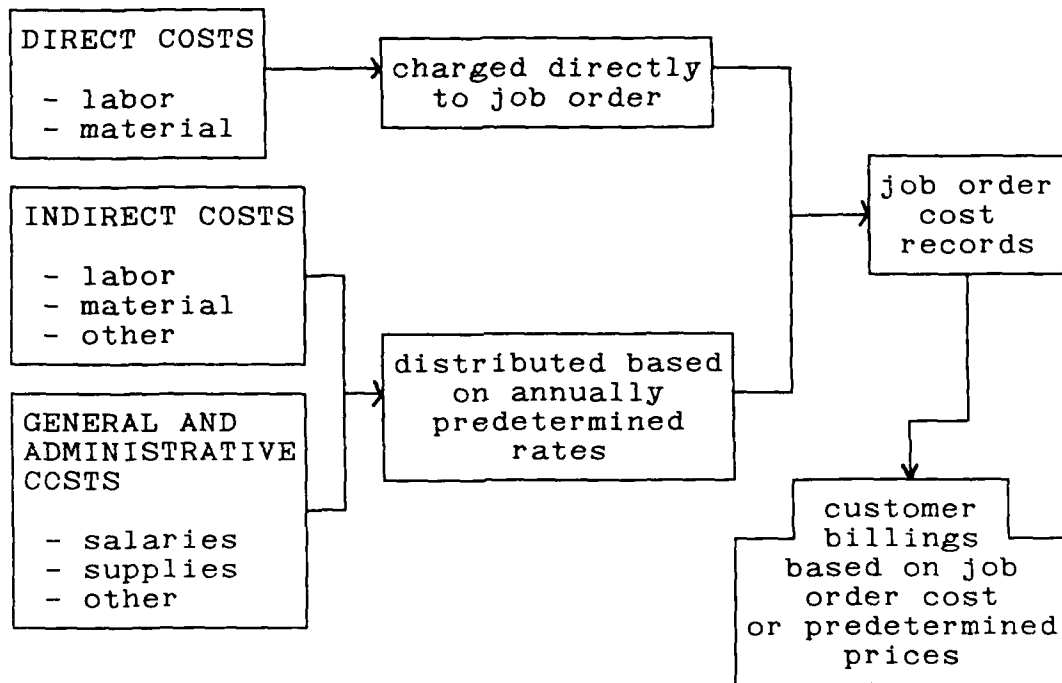 DIRECT COSTS
- labor
- material
charged directly
to job order
INDIRECT COSTS
- labor
- material
- other
job order
cost
records
distributed based
on annually
predetermined
rates
GENERAL AND
ADMINISTRATIVE
CCSTS
- salaries
- supplies
- other
customer
billings
based on job
order cost
or predetermined
prices